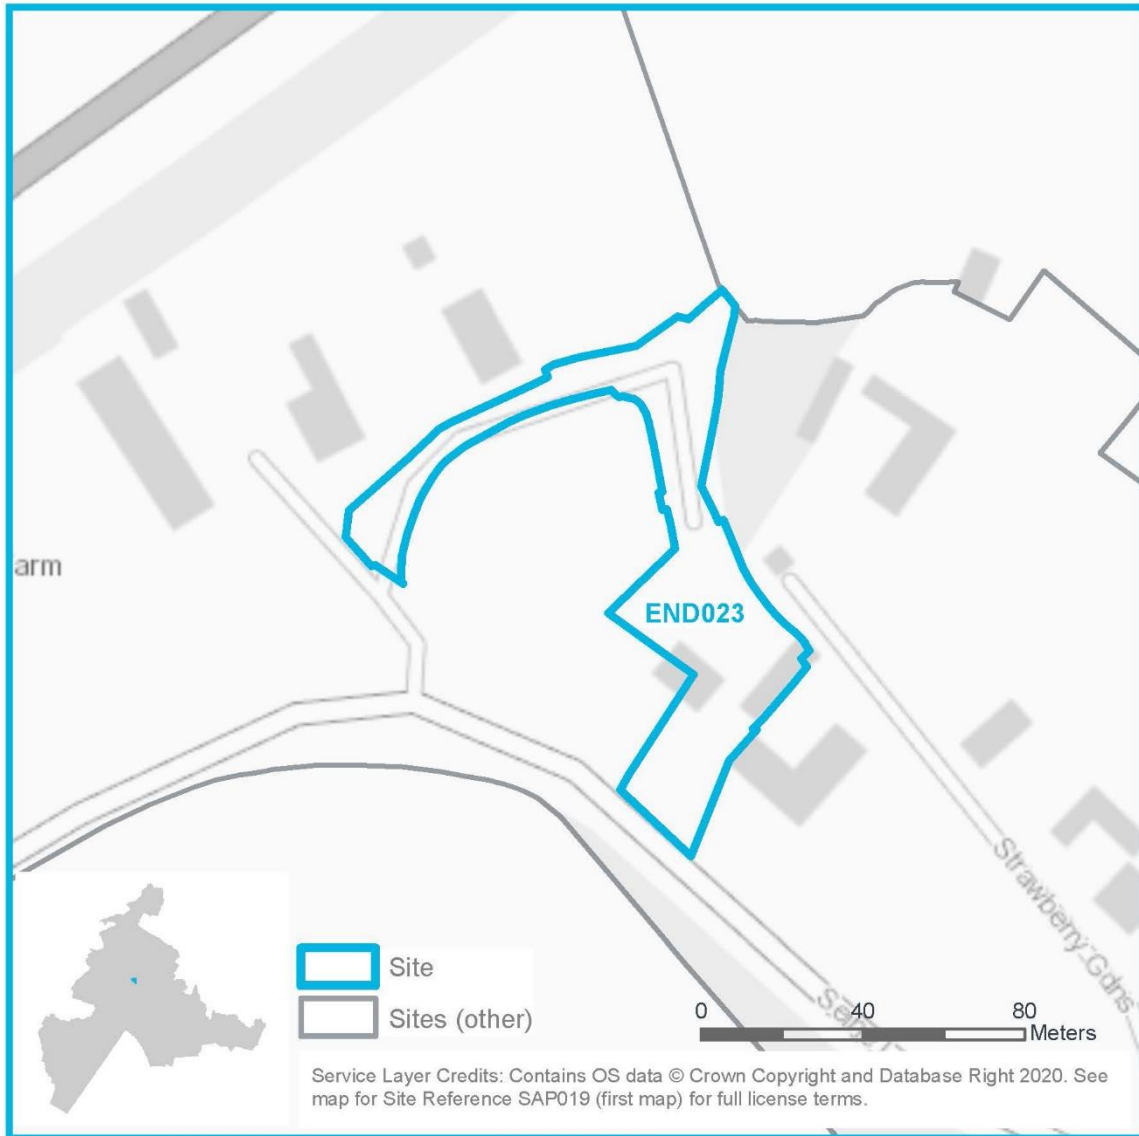 arm
END023
Strawberry Gdns
Site
Sites (other)
0 40 80
Meters
Service Layer Credits: Contains OS data © Crown Copyright and Database Right 2020. See
map for Site Reference SAP019 (first map) for full license terms.